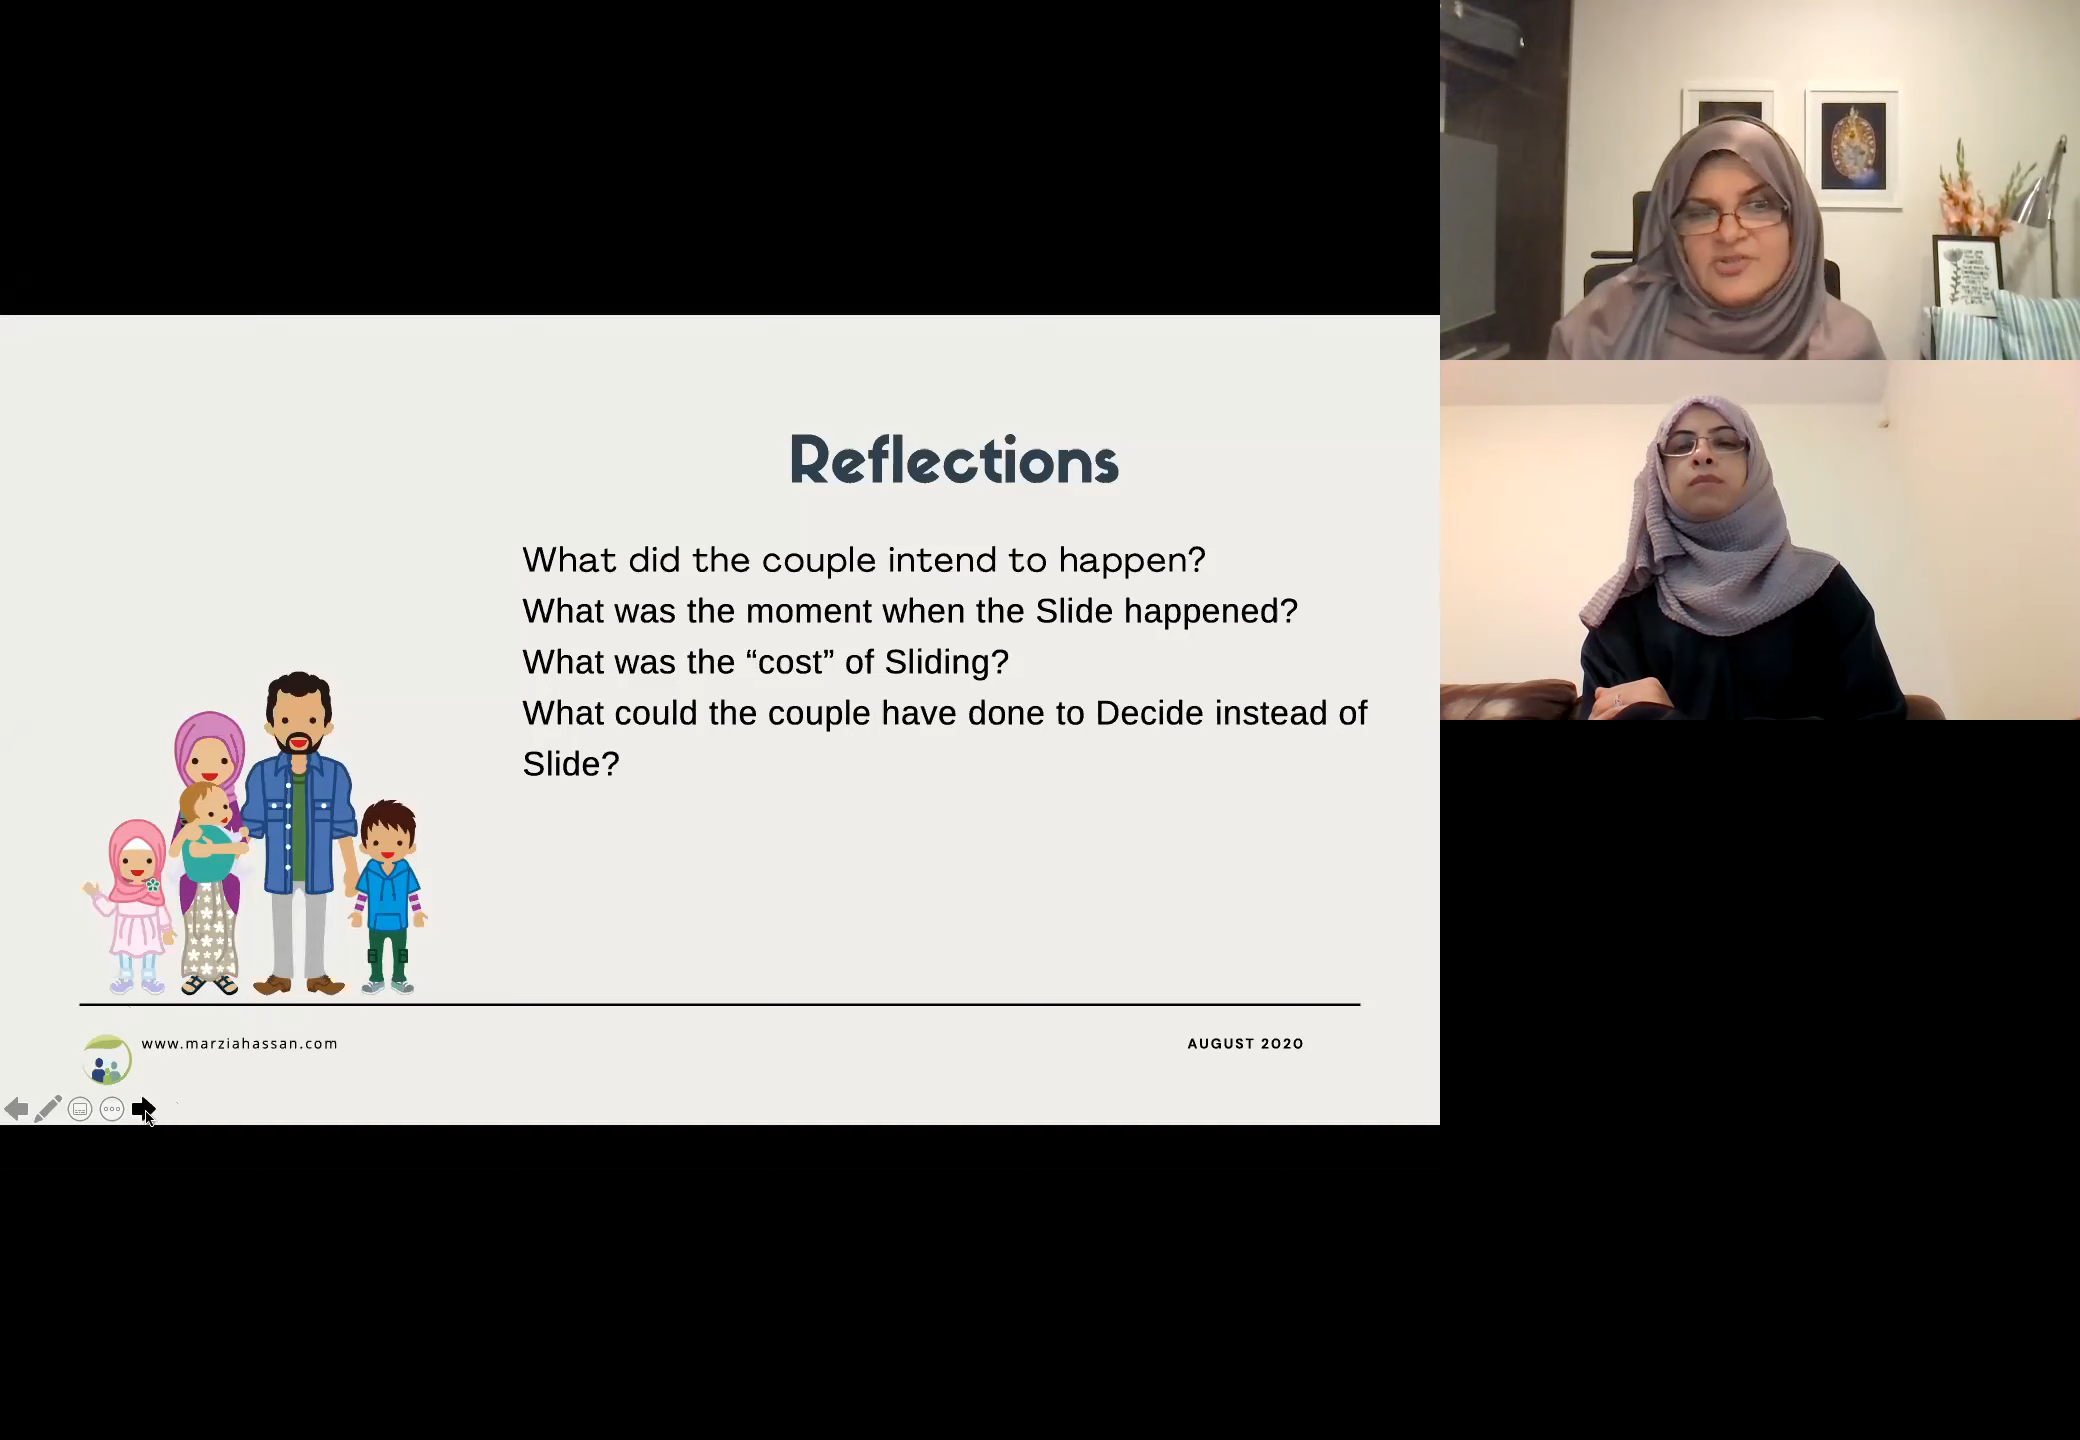 Reflections
What did the couple intend to happen?
What was the moment when the Slide happened?
What was the “cost” of Sliding?
What could the couple have done to Decide instead of
Slide?
www.marziahassan.com
AUGUST 2020